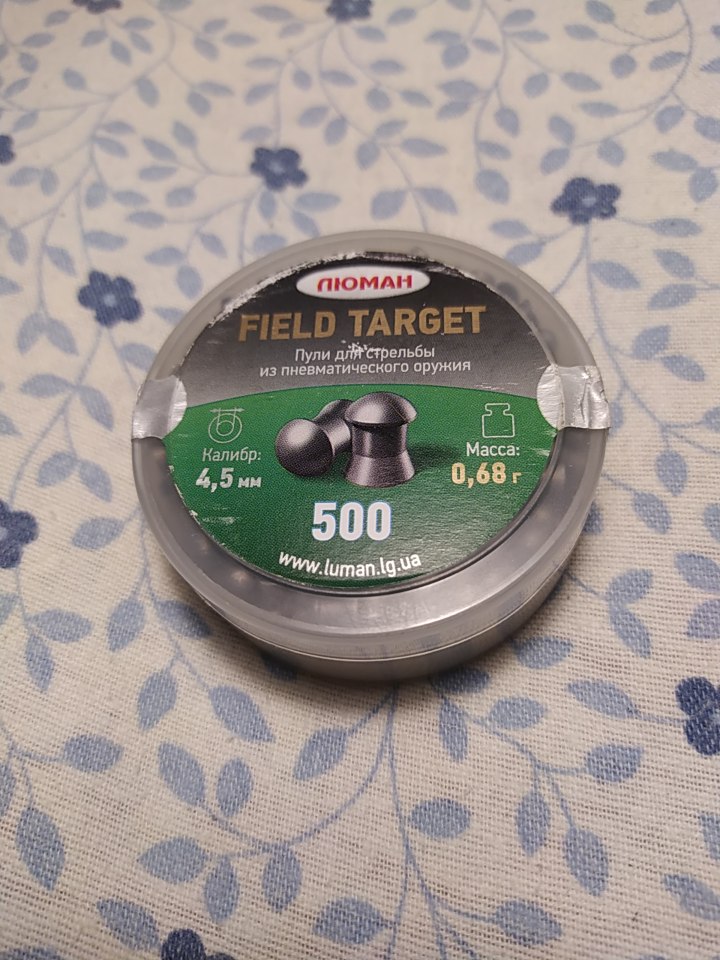 ЛЮМАН
FIELD TARGET
Пули для стрельбы
из пневматического оружия
Калибр:
4,5 мм
Масса:
0,68 г
500
www.luman.lg.ua